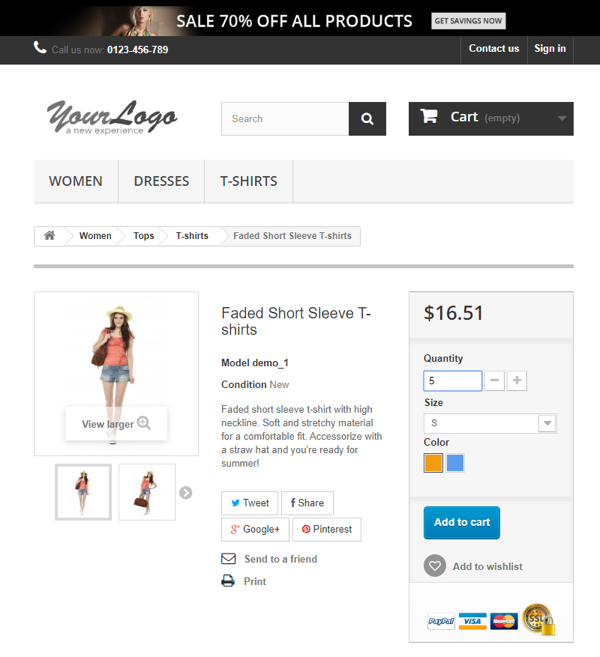 SALE 70% OFF ALL PRODUCTS GET SAVINGS NOW
Call us now: 0123-456-789 Contact us Sign in
YourLogo
a new experience
Search
Cart (empty)
WOMEN DRESSES T-SHIRTS
Women Tops T-shirts Faded Short Sleeve T-shirts
View larger
Faded Short Sleeve T-
shirts
Model demo_1
Condition New
Faded short sleeve t-shirt with high
neckline. Soft and stretchy material
for a comfortable fit. Accessorize with
a straw hat and you're ready for
summer!
Tweet Share
Google+ Pinterest
Send to a friend
Print
$16.51
Quantity
5
Size
S
Color
Add to cart
Add to wishlist
PayPal VISA MasterCard SSL